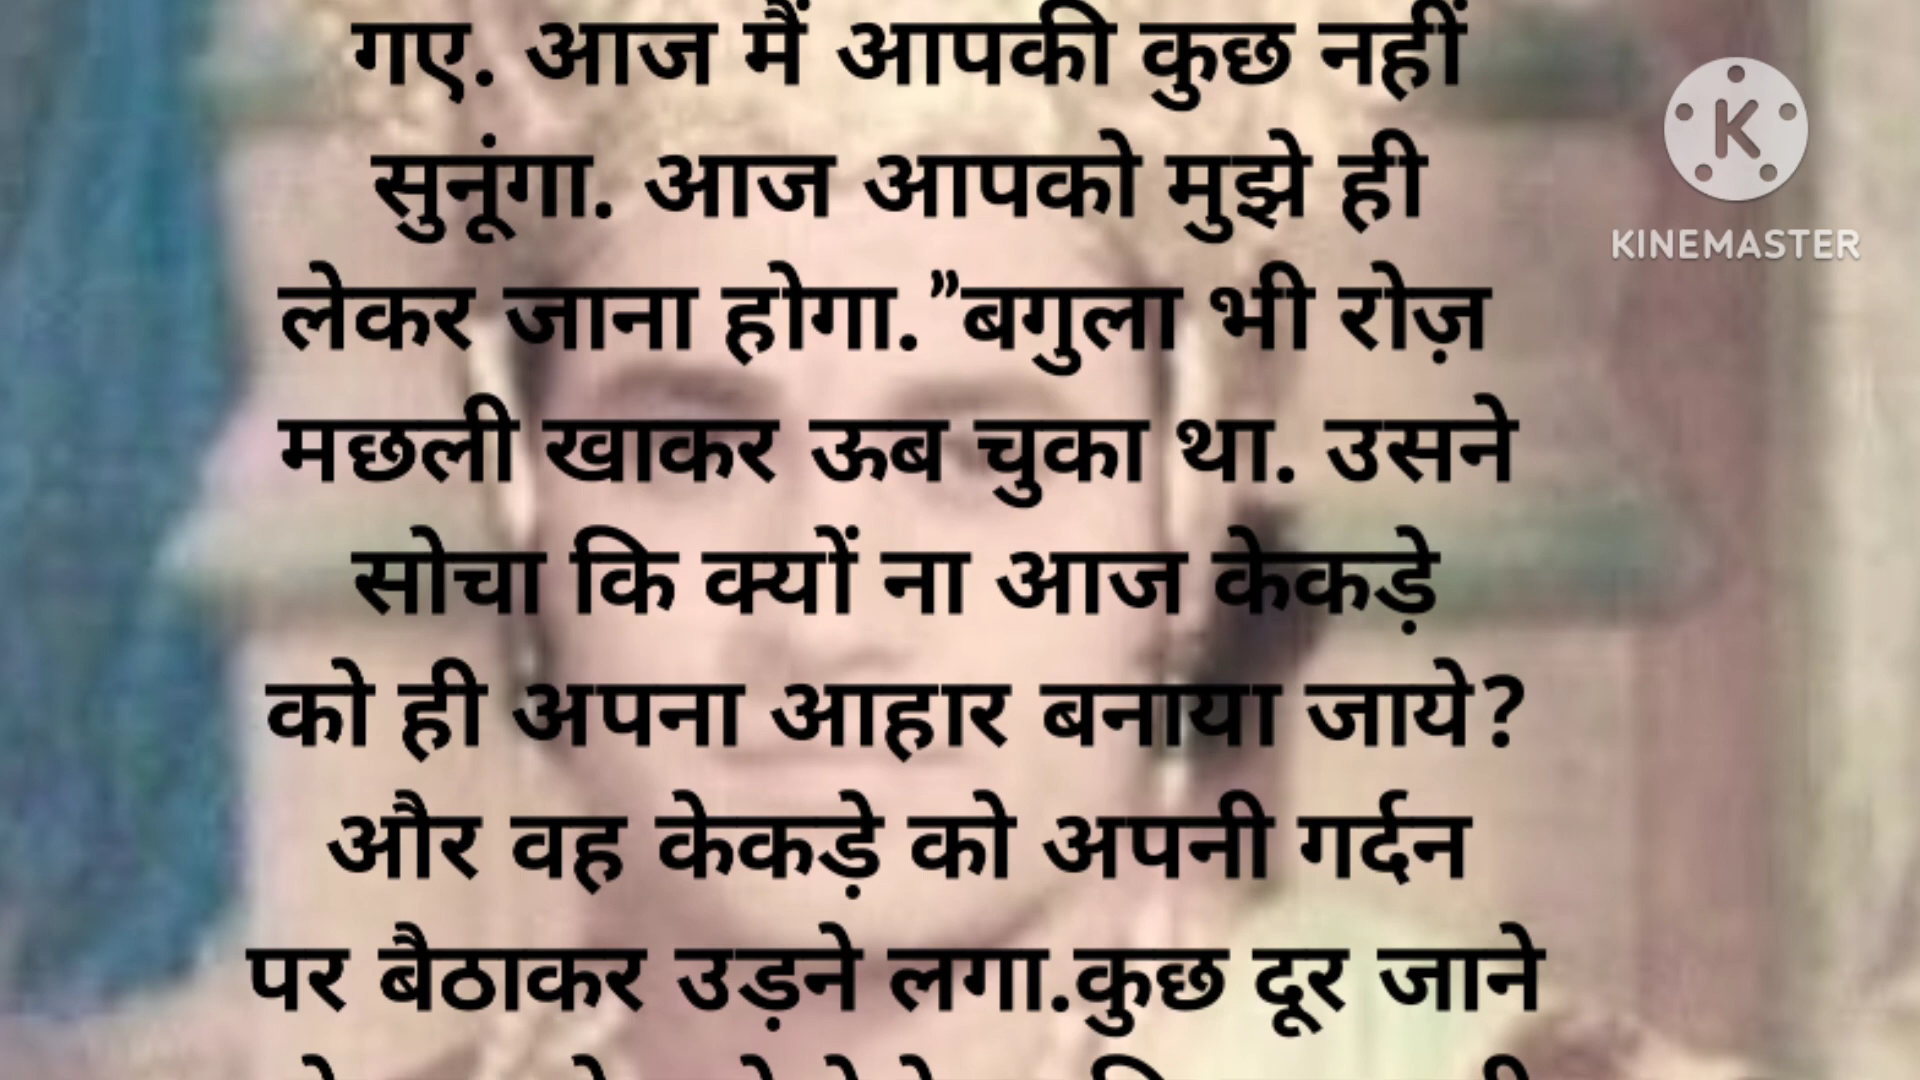 गए. आज मैं आपकी कुछ नहीं
सुनूंगा. आज आपको मुझे ही
लेकर जाना होगा.”बगुला भी रोज़
मछली खाकर ऊब चुका था. उसने
सोचा कि क्यों ना आज केकड़े
को ही अपना आहार बनाया जाये?
और वह केकड़े को अपनी गर्दन
पर बैठाकर उड़ने लगा.कुछ दूर जाने
K
KINEMASTER